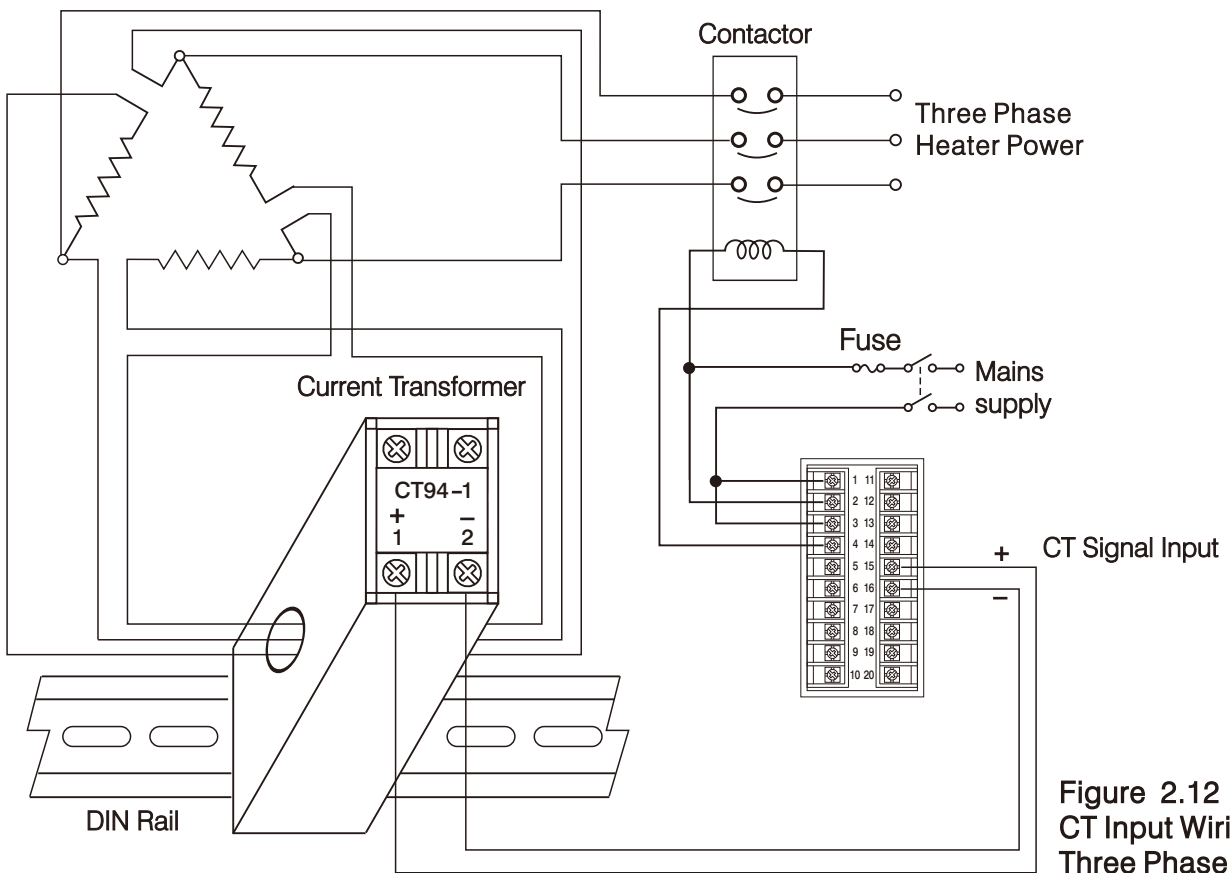 Contactor
Three Phase
Heater Power
Fuse
Mains
supply
Current Transformer
CT94-1
+ −
1 2
1 11
2 12
3 13
4 14
5 15
6 16
7 17
8 18
9 19
10 20
+
CT Signal Input
−
DIN Rail
Figure 2.12
CT Input Wiri
Three Phase